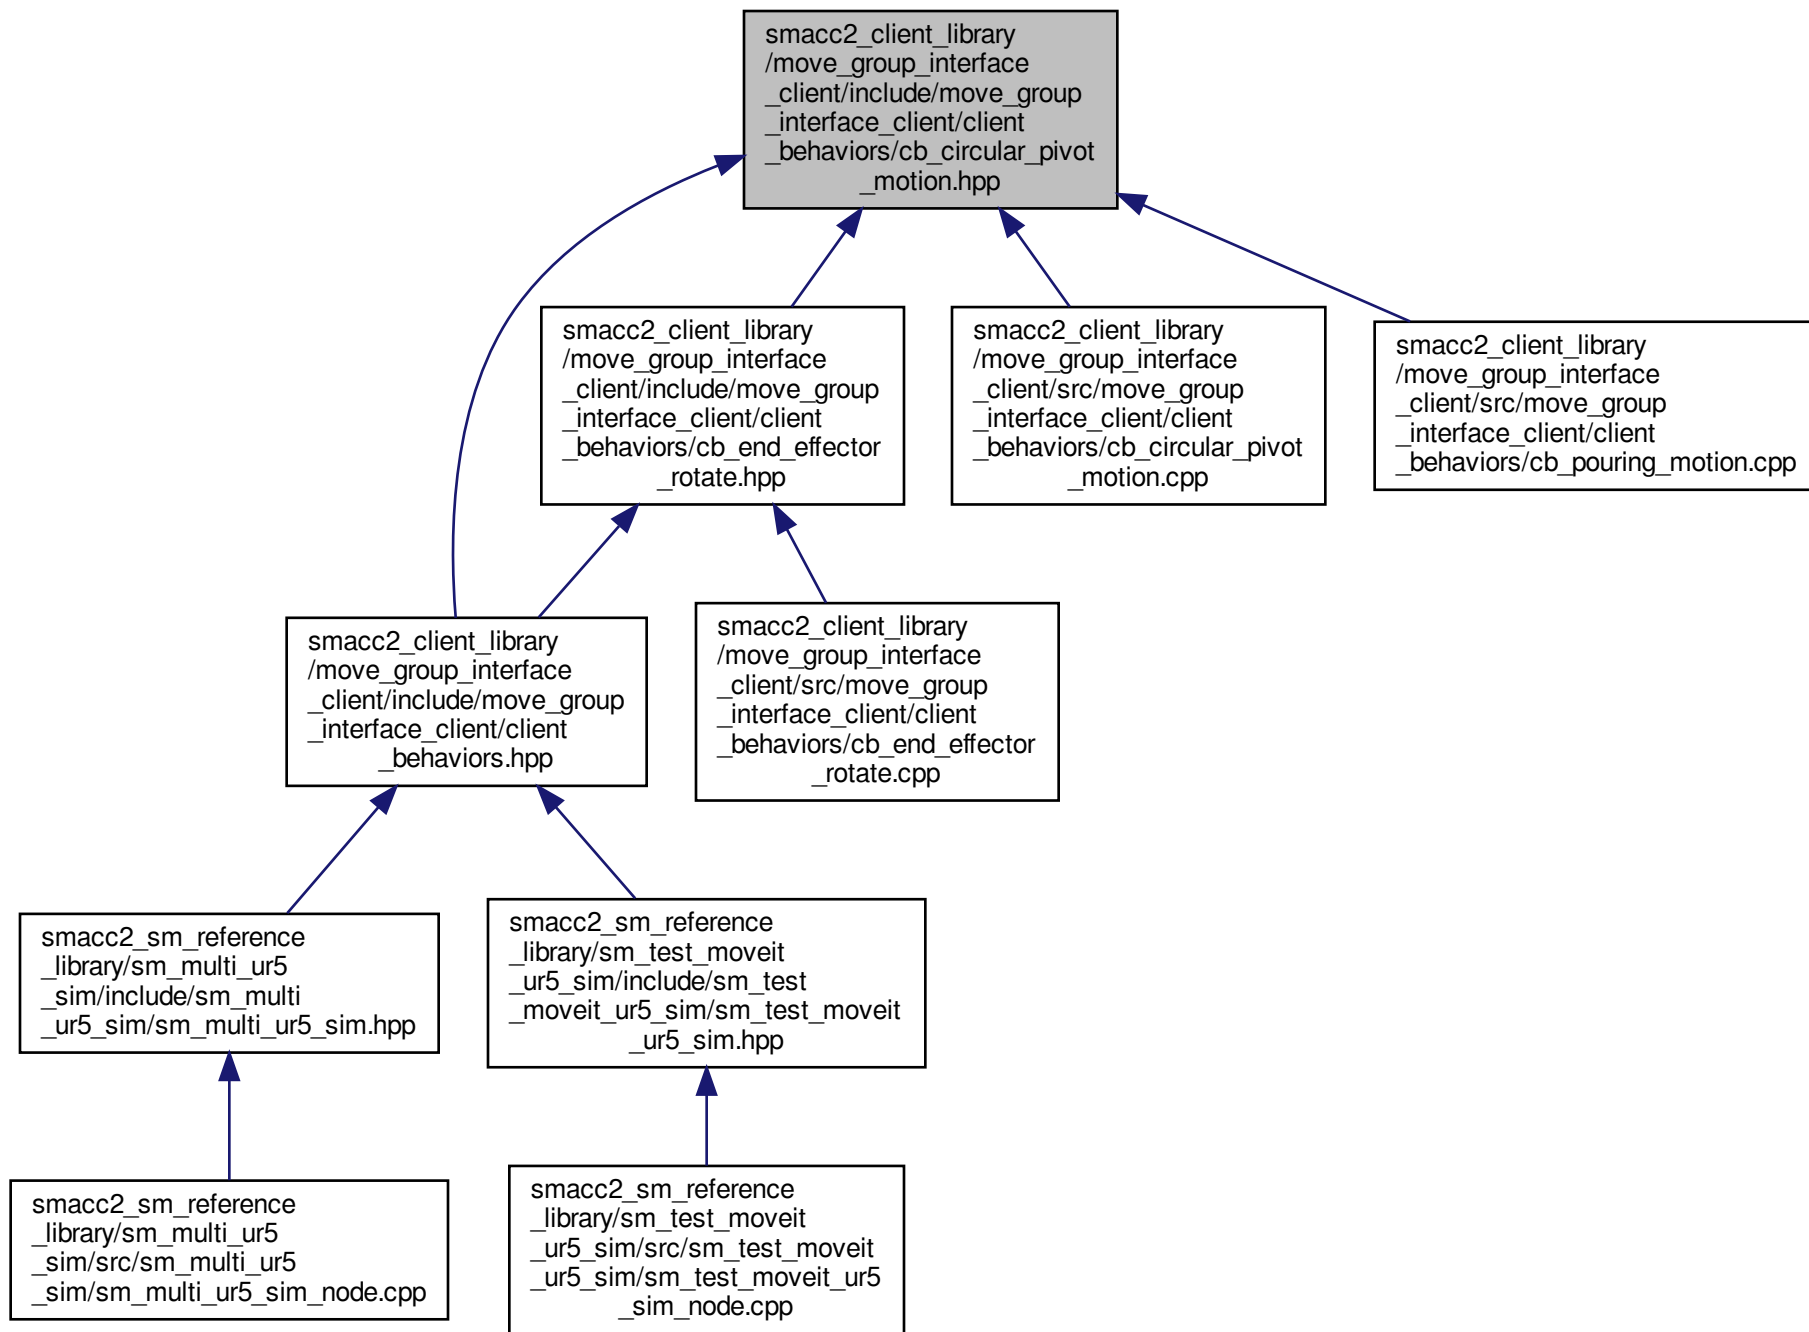 smacc2_client_library
/move_group_interface
_client/include/move_group
_interface_client/client
_behaviors/cb_circular_pivot
_motion.hpp
smacc2_client_library
/move_group_interface
_client/include/move_group
_interface_client/client
_behaviors/cb_end_effector
_rotate.hpp
smacc2_client_library
/move_group_interface
_client/src/move_group
_interface_client/client
_behaviors/cb_circular_pivot
_motion.cpp
smacc2_client_library
/move_group_interface
_client/src/move_group
_interface_client/client
_behaviors/cb_pouring_motion.cpp
smacc2_client_library
/move_group_interface
_client/include/move_group
_interface_client/client
_behaviors.hpp
smacc2_client_library
/move_group_interface
_client/src/move_group
_interface_client/client
_behaviors/cb_end_effector
_rotate.cpp
smacc2_sm_reference
_library/sm_multi_ur5
_sim/include/sm_multi
_ur5_sim/sm_multi_ur5_sim.hpp
smacc2_sm_reference
_library/sm_test_moveit
_ur5_sim/include/sm_test
_moveit_ur5_sim/sm_test_moveit
_ur5_sim.hpp
smacc2_sm_reference
_library/sm_multi_ur5
_sim/src/sm_multi_ur5
_sim/sm_multi_ur5_sim_node.cpp
smacc2_sm_reference
_library/sm_test_moveit
_ur5_sim/src/sm_test_moveit
_ur5_sim/sm_test_moveit_ur5
_sim_node.cpp